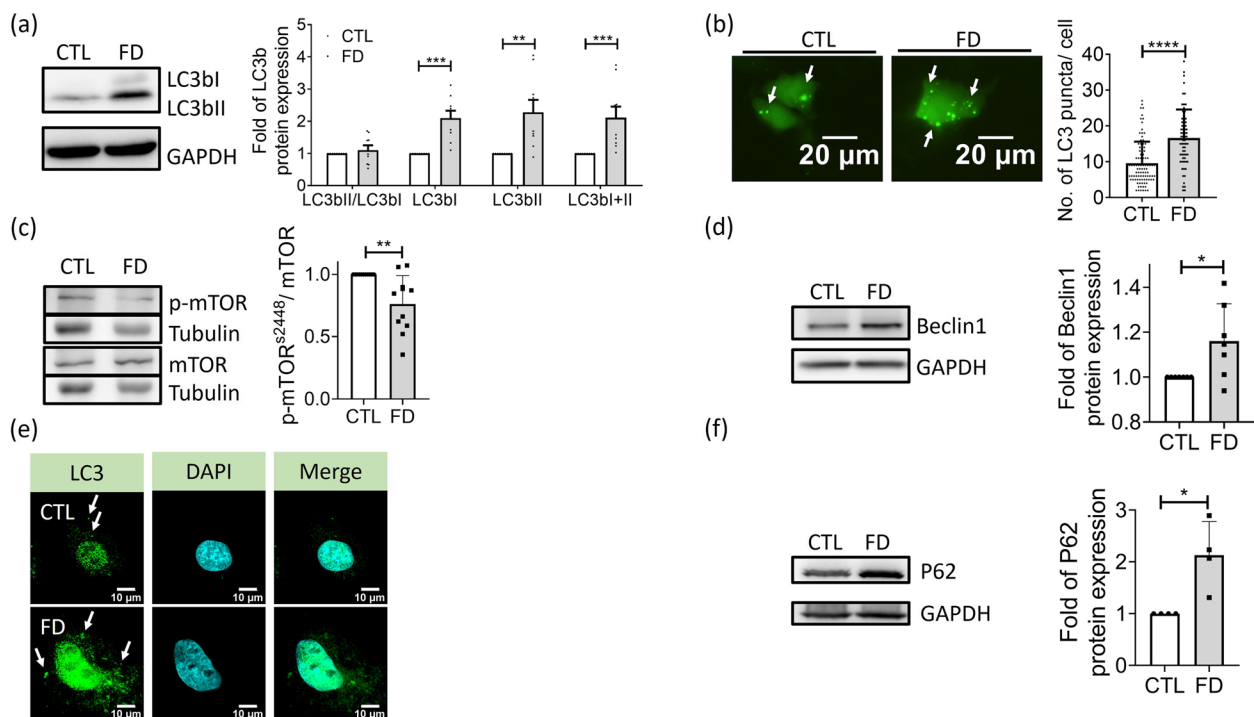 (a)
CTL FD
LC3bI
LC3bII
GAPDH
Fold of LC3b
protein expression
5
4
3
2
1
0
CTL
FD
***
**
***
LC3bII/LC3bI LC3bI LC3bII LC3bI+II
(b)
CTL FD
20 µm 20 µm
No. of LC3 puncta/ cell
40
30
20
10
0
****
CTL FD
(c)
CTL FD
p-mTOR
Tubulin
mTOR
Tubulin
p-mTORs2448/ mTOR
1.0
0.5
0.0
**
CTL FD
(d)
CTL FD
Beclin1
GAPDH
Fold of Beclin1
protein expression
1.4
1.2
1.0
0.8
*
CTL FD
(e)
LC3 DAPI Merge
CTL
10 µm 10 µm 10 µm
FD
10 µm 10 µm 10 µm
(f)
CTL FD
P62
GAPDH
Fold of P62
protein expression
3
2
1
0
*
CTL FD